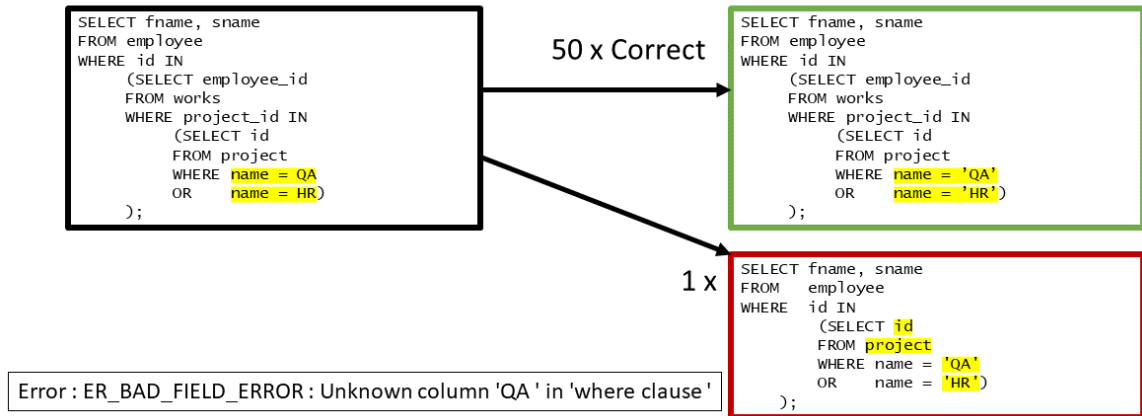 SELECT fname, sname
FROM employee
WHERE id IN
(SELECT employee_id
FROM works
WHERE project_id IN
(SELECT id
FROM project
WHERE name = QA
OR name = HR)
);
50 x Correct
SELECT fname, sname
FROM employee
WHERE id IN
(SELECT employee_id
FROM works
WHERE project_id IN
(SELECT id
FROM project
WHERE name = 'QA'
OR name = 'HR')
);
1 x
SELECT fname, sname
FROM employee
WHERE id IN
(SELECT id
FROM project
WHERE name = 'QA'
OR name = 'HR')
);
Error : ER_BAD_FIELD_ERROR : Unknown column 'QA ' in 'where clause '